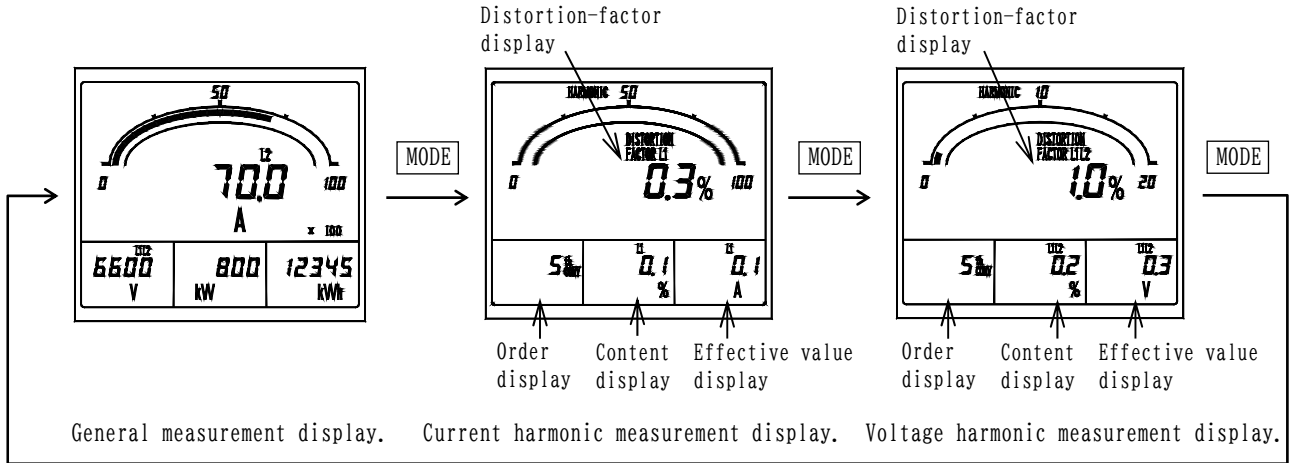 Distortion-factor
display
Distortion-factor
display
50
L2
0
70.0
100
A
x 100
L1L2
6600
V
800
kW
12345
kWh
MODE
HARMONIC 50
DISTORTION
FACTOR L1
0
0.3%
100
5th
L1
0.1
%
L1
0.1
A
Order
display
Content
display
Effective value
display
MODE
HARMONIC 10
DISTORTION
FACTOR L1L2
0
1.0%
20
5th
L1L2
0.2
%
L1L2
0.3
V
Order
display
Content
display
Effective value
display
MODE
General measurement display.
Current harmonic measurement display.
Voltage harmonic measurement display.